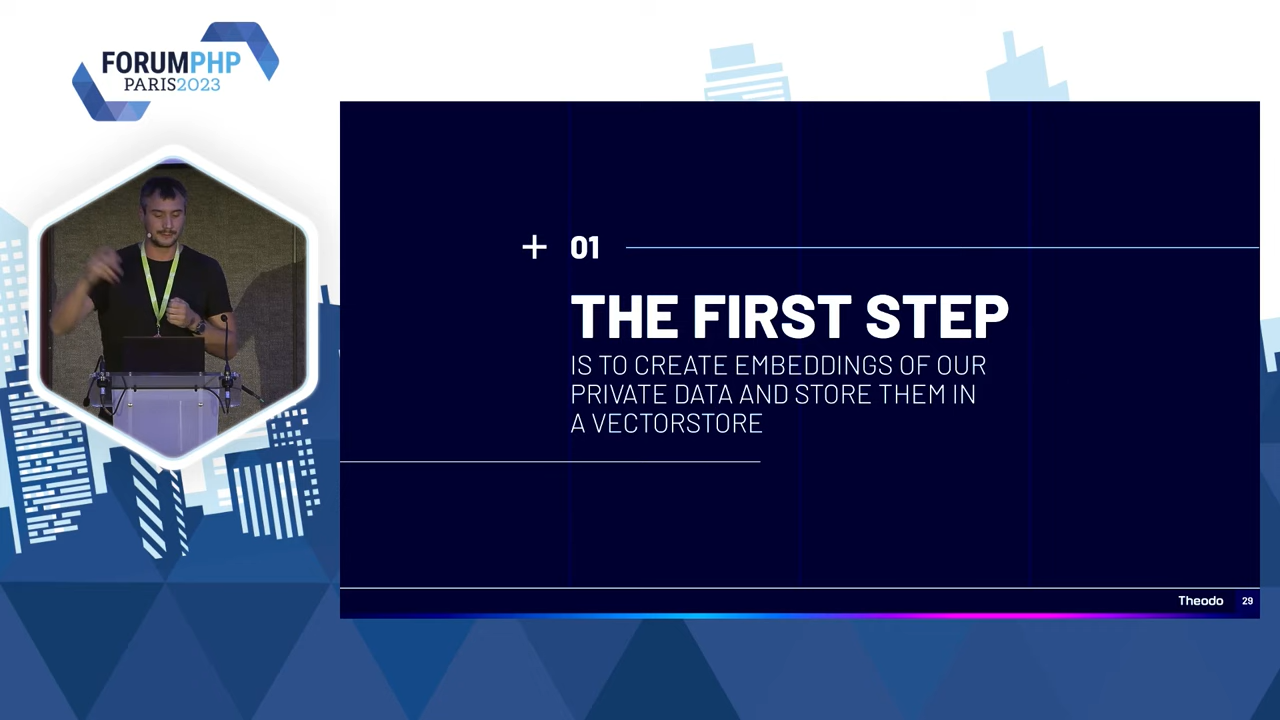 FORUMPHP
PARIS2023
01
THE FIRST STEP
IS TO CREATE EMBEDDINGS OF OUR
PRIVATE DATA AND STORE THEM IN
A VECTORSTORE
Theodo
29